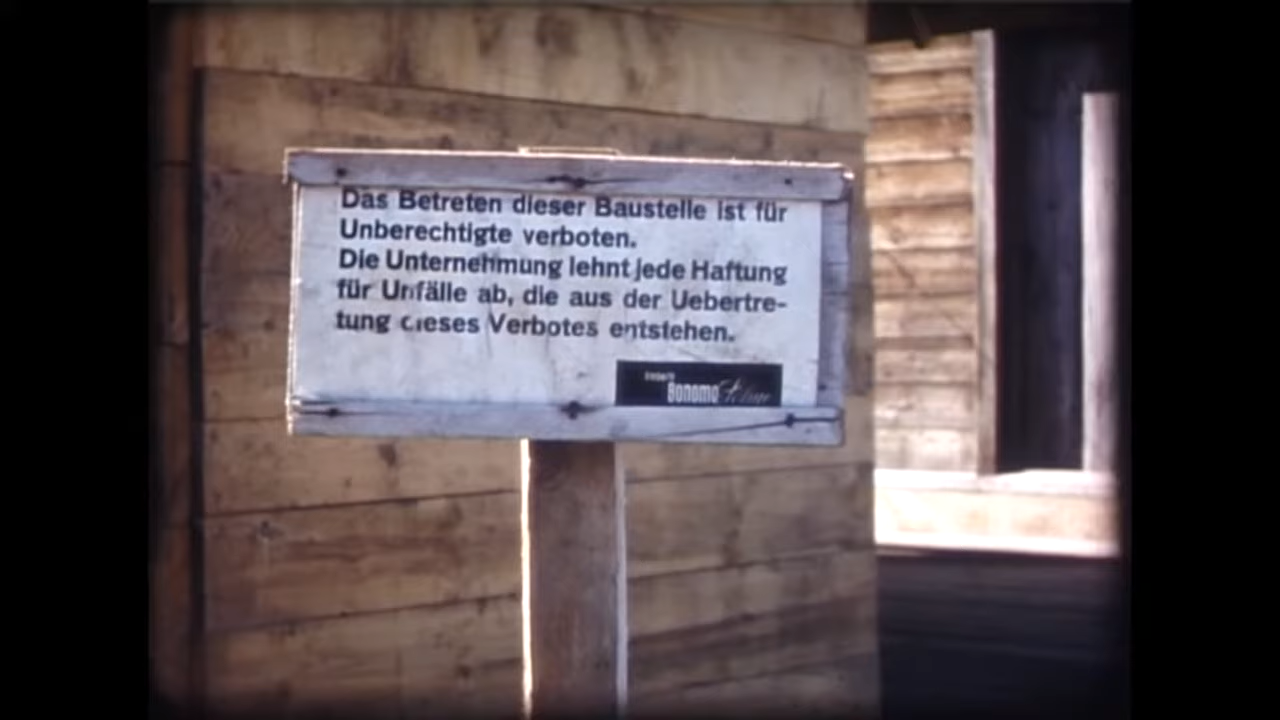 Das Betreten dieser Baustelle ist für
Unberechtigte verboten.
Die Unternehmung lehnt jede Haftung
für Unfälle ab, die aus der Uebertre-
tung dieses Verbotes entstehen.
Bonomo